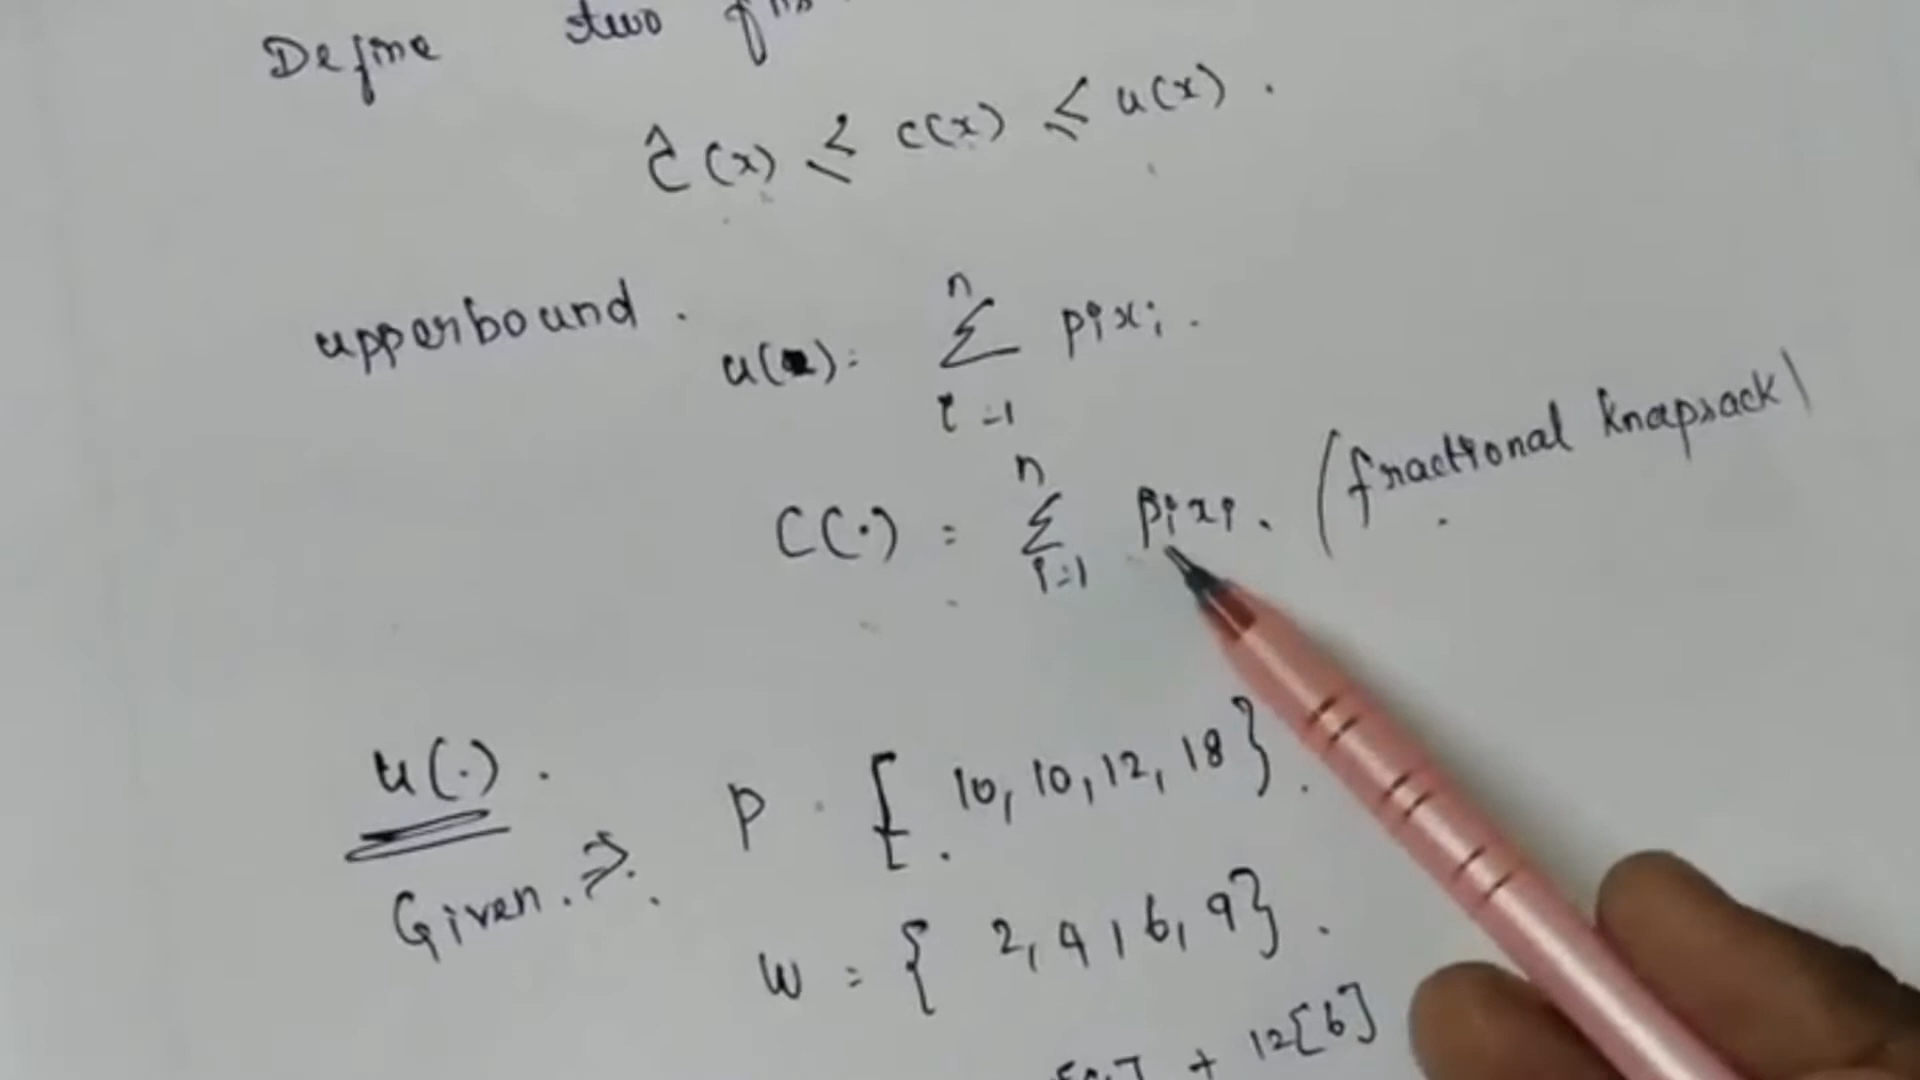 Define two
ĉ(x) ≤ c(x) ≤ u(x).
upperbound. u(x) = n Σ i=1 pixi.
C(.) = n Σ i=1 pixi. (fractional knapsack)
u(.).
Given. ⇒. P. { 10, 10, 12, 18}.
w = { 2, 4, 6, 9}.
+ 12[6]